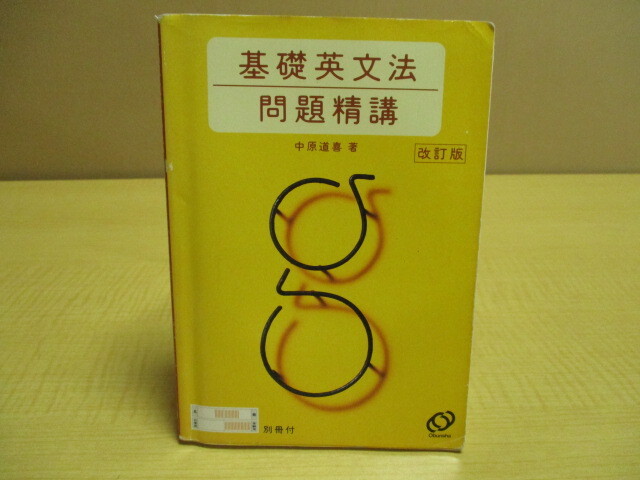 基礎英文法
問題精講
中原道喜 著
改訂版
別冊付
Obunsha